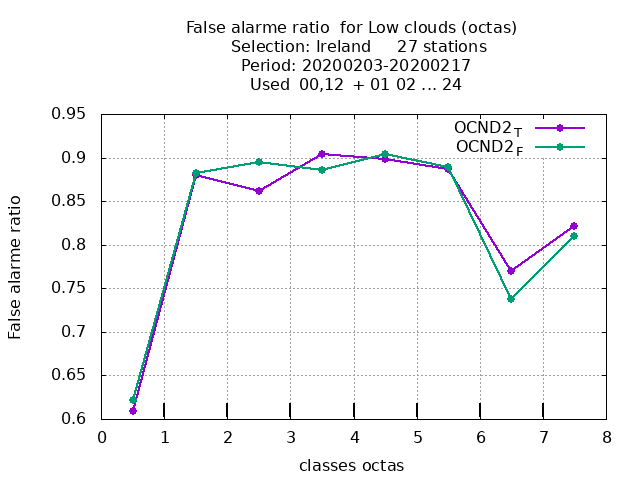 False alarme ratio  for Low clouds (octas)
Selection: Ireland     27 stations
Period: 20200203-20200217
Used  00,12  + 01 02 ... 24
OCND2T
OCND2F
False alarme ratio
0.95
0.9
0.85
0.8
0.75
0.7
0.65
0.6
0 1 2 3 4 5 6 7 8
classes octas